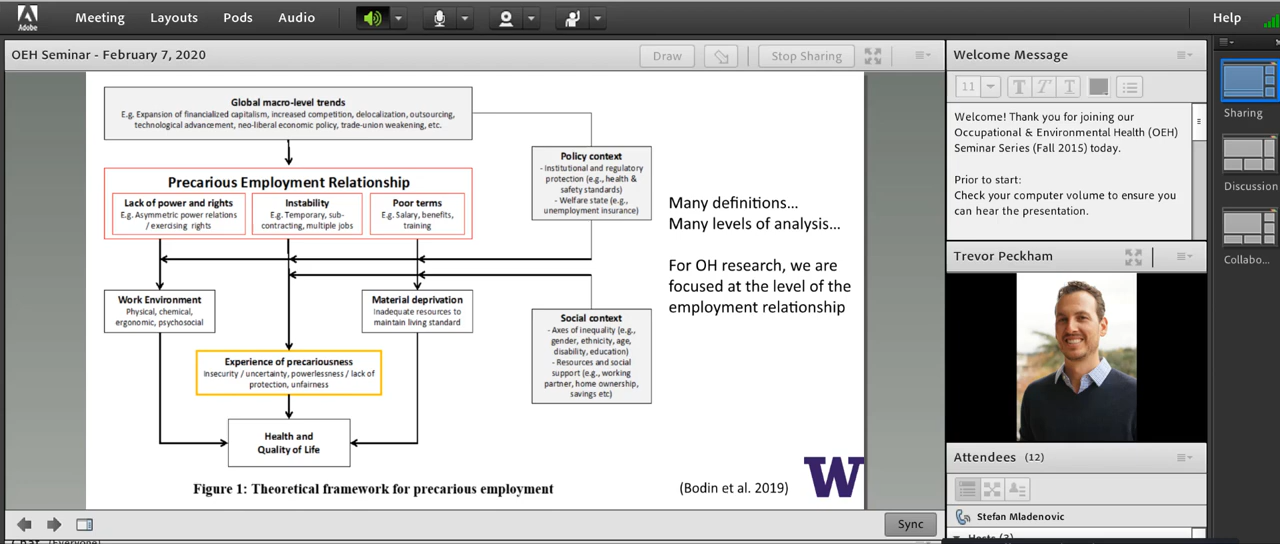 Meeting Layouts Pods Audio Help
Adobe
OEH Seminar - February 7, 2020
Draw
Stop Sharing
Global macro-level trends
E.g. Expansion of financialized capitalism, increased competition, delocalization, outsourcing,
technological advancement, neo-liberal economic policy, trade-union weakening, etc.
Precarious Employment Relationship
Lack of power and rights
E.g. Asymmetric power relations
/ exercising rights
Instability
E.g. Temporary, sub-
contracting, multiple jobs
Poor terms
E.g. Salary, benefits,
training
Policy context
- Institutional and regulatory
protection (e.g., health &
safety standards)
- Welfare state (e.g.,
unemployment insurance)
Work Environment
Physical, chemical,
ergonomic, psychosocial
Material deprivation
Inadequate resources to
maintain living standard
Social context
- Axes of inequality (e.g.,
gender, ethnicity, age,
disability, education)
- Resources and social
support (e.g., working
partner, home ownership,
savings etc)
Experience of precariousness
Insecurity / uncertainty, powerlessness / lack of
protection, unfairness
Health and
Quality of Life
Figure 1: Theoretical framework for precarious employment
Many definitions...
Many levels of analysis...
For OH research, we are
focused at the level of the
employment relationship
(Bodin et al. 2019)
W
Sync
Welcome Message
11
T T T
Welcome! Thank you for joining our
Occupational & Environmental Health (OEH)
Seminar Series (Fall 2015) today.
Prior to start:
Check your computer volume to ensure you
can hear the presentation.
Trevor Peckham
Attendees (12)
Stefan Mladenovic
Hosts (3)
Sharing
Discussion
Collabo...